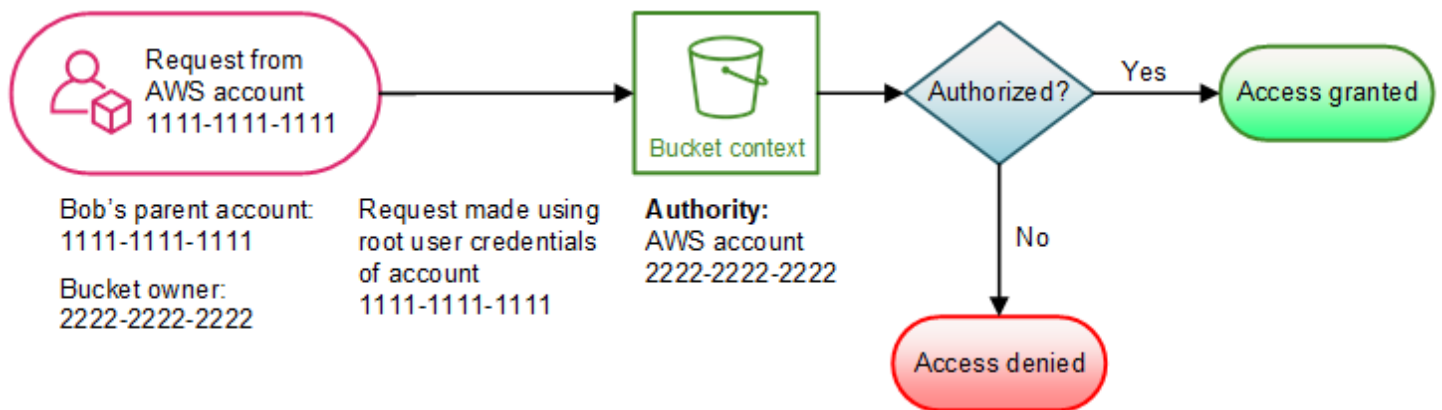 Request from
AWS account
1111-1111-1111
Bucket context
Authorized?
Yes
Access granted
No
Access denied
Bob's parent account:
1111-1111-1111
Bucket owner:
2222-2222-2222
Request made using
root user credentials
of account
1111-1111-1111
Authority:
AWS account
2222-2222-2222